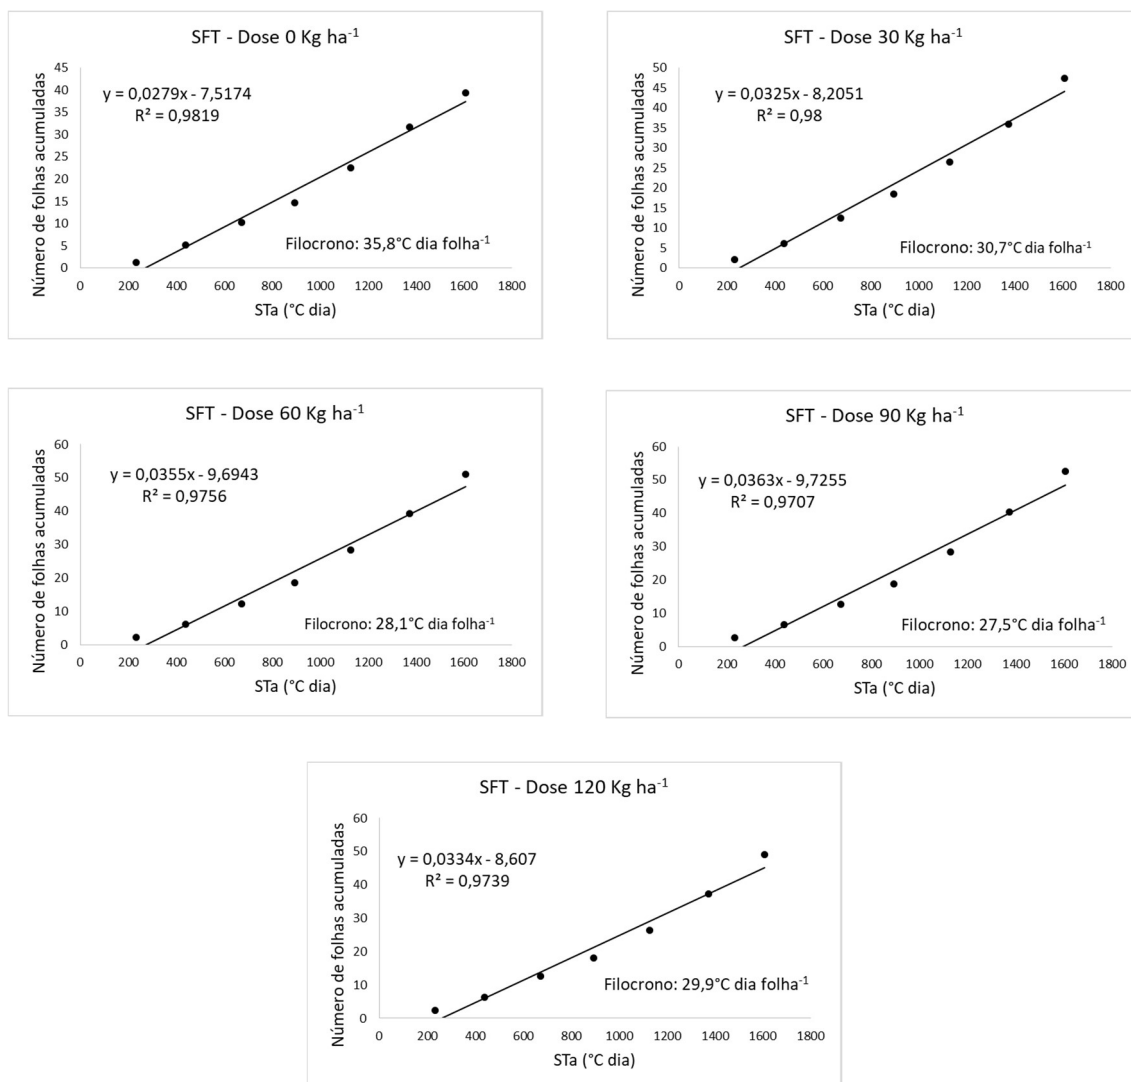 SFT - Dose 0 Kg ha⁻¹
y = 0,0279x - 7,5174
R² = 0,9819
Filocrono: 35,8°C dia folha⁻¹
Número de folhas acumuladas
45
40
35
30
25
20
15
10
5
0
0 200 400 600 800 1000 1200 1400 1600 1800
STa (°C dia)
SFT - Dose 30 Kg ha⁻¹
y = 0,0325x - 8,2051
R² = 0,98
Filocrono: 30,7°C dia folha⁻¹
Número de folhas acumuladas
50
45
40
35
30
25
20
15
10
5
0
0 200 400 600 800 1000 1200 1400 1600 1800
STa (°C dia)
SFT - Dose 60 Kg ha⁻¹
y = 0,0355x - 9,6943
R² = 0,9756
Filocrono: 28,1°C dia folha⁻¹
Número de folhas acumuladas
60
50
40
30
20
10
0
0 200 400 600 800 1000 1200 1400 1600 1800
STa (°C dia)
SFT - Dose 90 Kg ha⁻¹
y = 0,0363x - 9,7255
R² = 0,9707
Filocrono: 27,5°C dia folha⁻¹
Número de folhas acumuladas
60
50
40
30
20
10
0
0 200 400 600 800 1000 1200 1400 1600 1800
STa (°C dia)
SFT - Dose 120 Kg ha⁻¹
y = 0,0334x - 8,607
R² = 0,9739
Filocrono: 29,9°C dia folha⁻¹
Número de folhas acumuladas
60
50
40
30
20
10
0
0 200 400 600 800 1000 1200 1400 1600 1800
STa (°C dia)